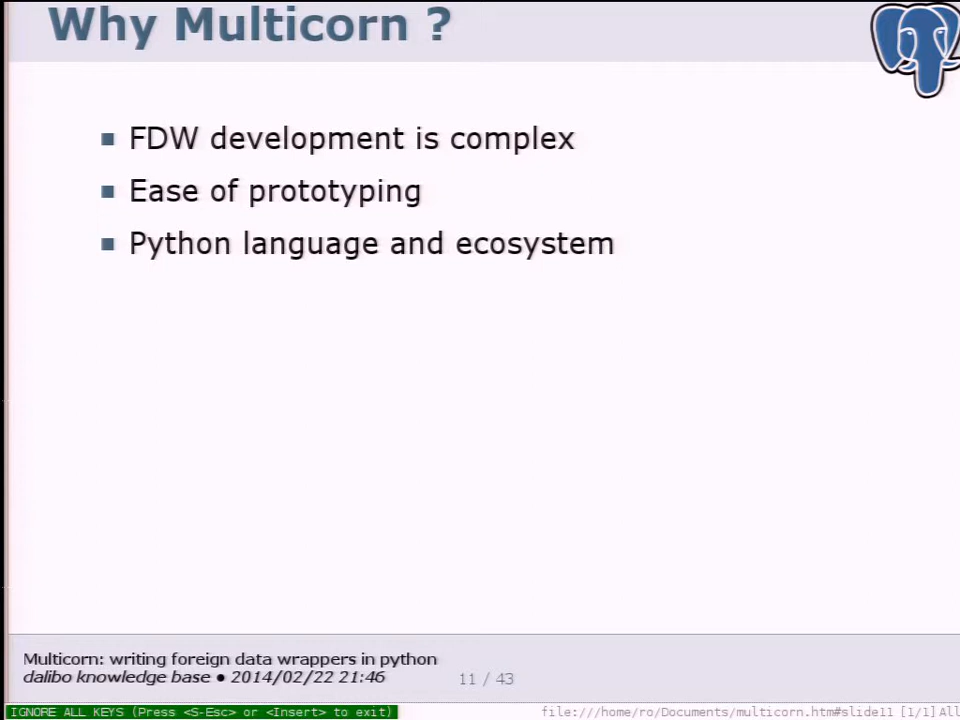 Why Multicorn ?
FDW development is complex
Ease of prototyping
Python language and ecosystem
Multicorn: writing foreign data wrappers in python
dalibo knowledge base • 2014/02/22 21:46
11 / 43
IGNORE ALL KEYS (Press <S-Esc> or <Insert> to exit)
file:///home/ro/Documents/multicorn.htm#slide11 [1/1] All